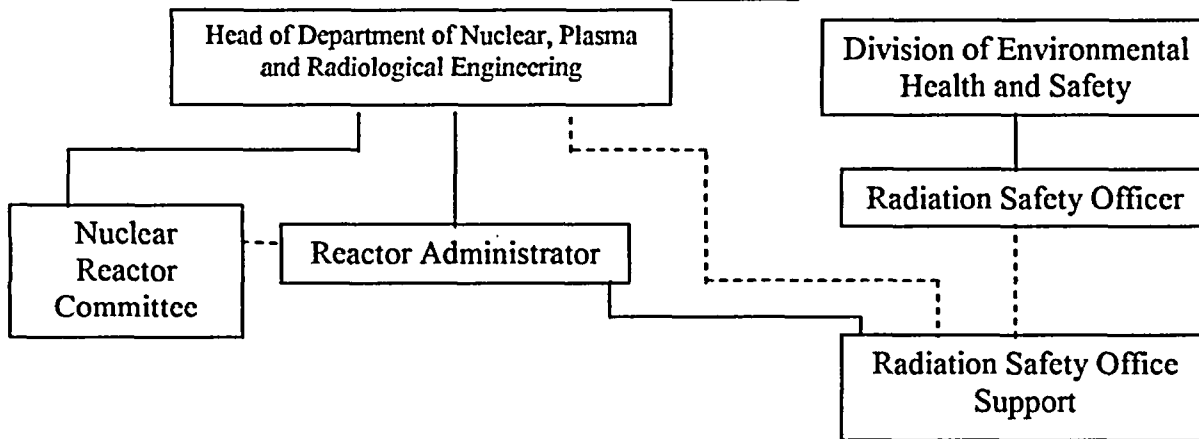 Head of Department of Nuclear, Plasma
and Radiological Engineering
Division of Environmental
Health and Safety
Radiation Safety Officer
Nuclear
Reactor
Committee
Reactor Administrator
Radiation Safety Office
Support